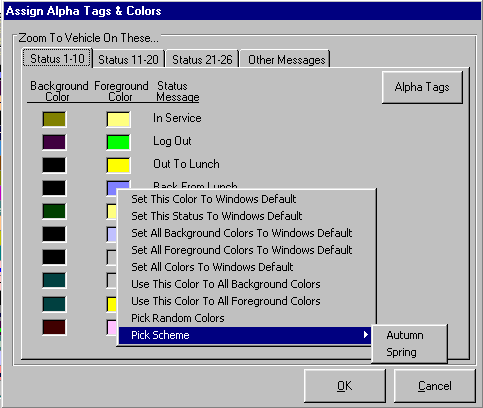 Assign Alpha Tags & Colors
Zoom To Vehicle On These...
Status 1-10 Status 11-20 Status 21-26 Other Messages
Background Color Foreground Color Status Message
Alpha Tags
In Service
Log Out
Out To Lunch
Back From Lunch
Set This Color To Windows Default
Set This Status To Windows Default
Set All Background Colors To Windows Default
Set All Foreground Colors To Windows Default
Set All Colors To Windows Default
Use This Color To All Background Colors
Use This Color To All Foreground Colors
Pick Random Colors
Pick Scheme
Autumn
Spring
OK Cancel